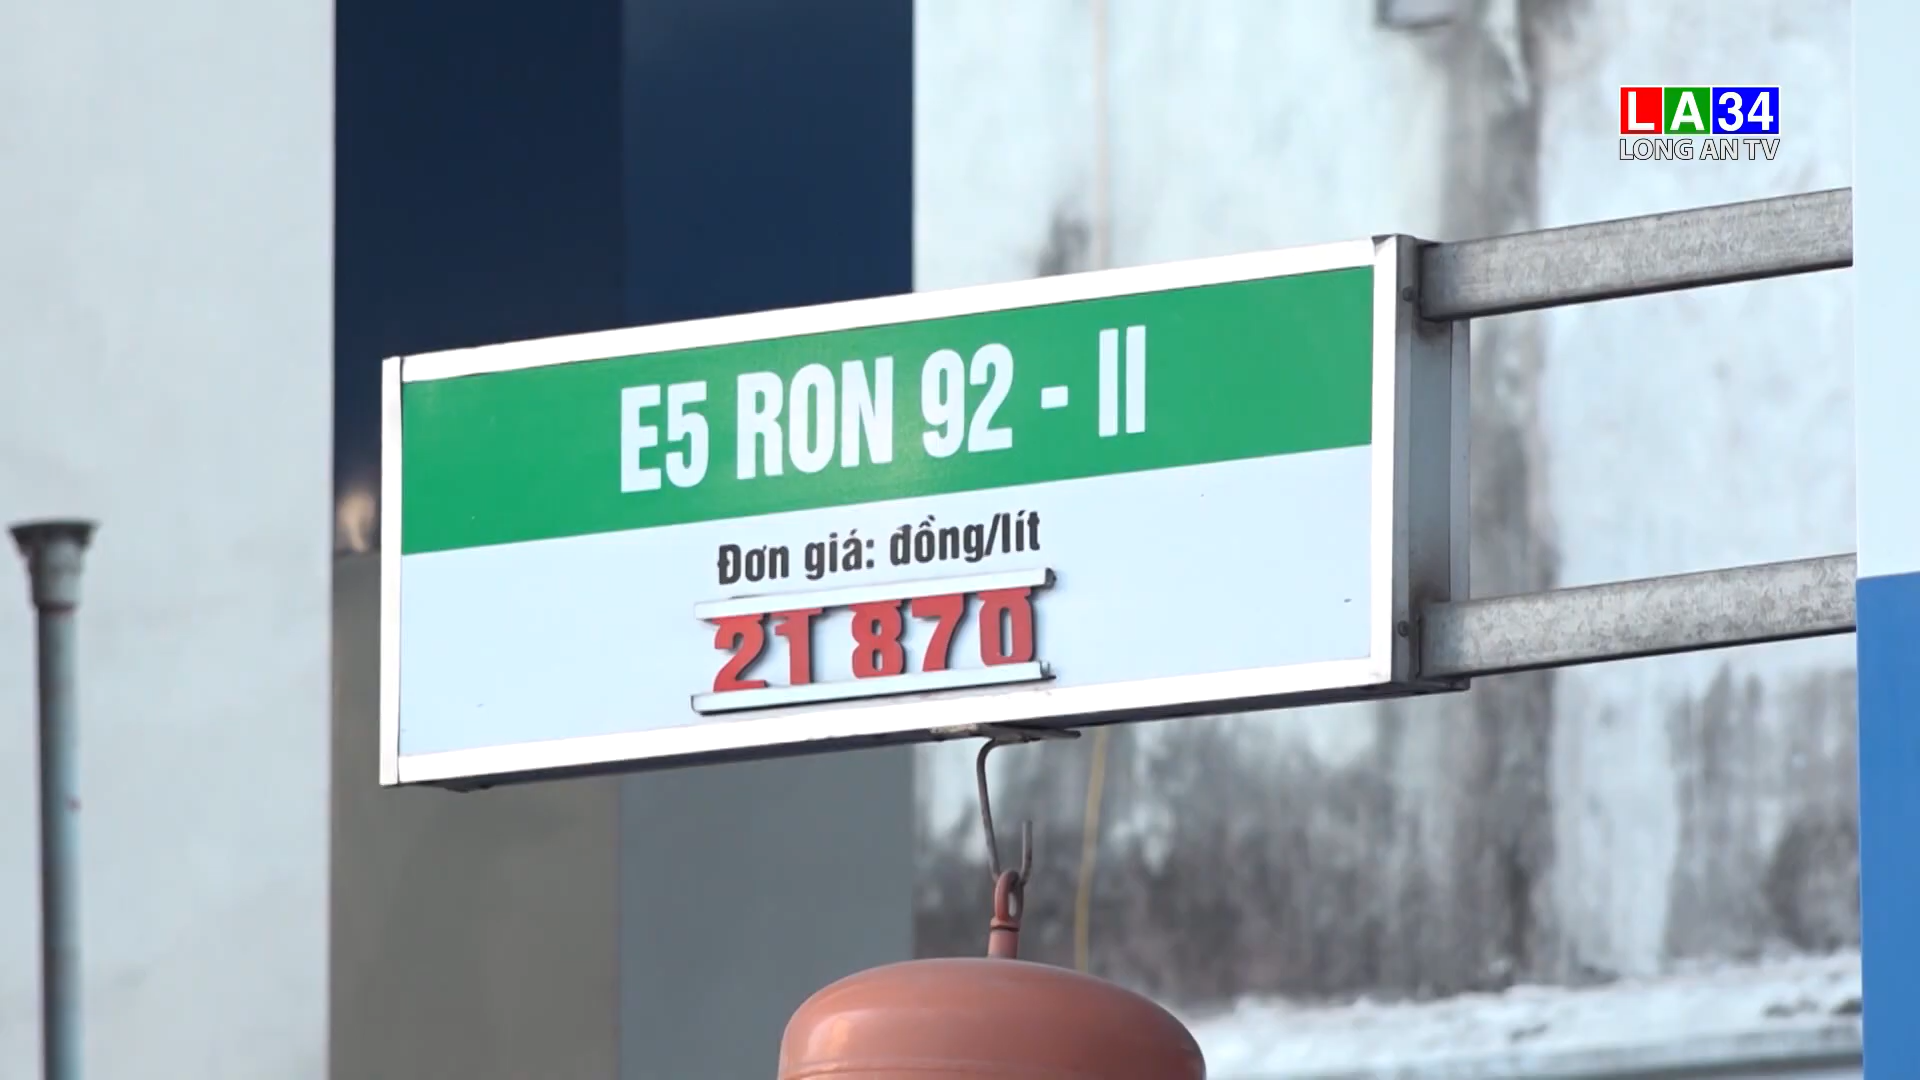 LA34
LONG AN TV
E5 RON 92 - II
Đơn giá: đồng/lít
21 870